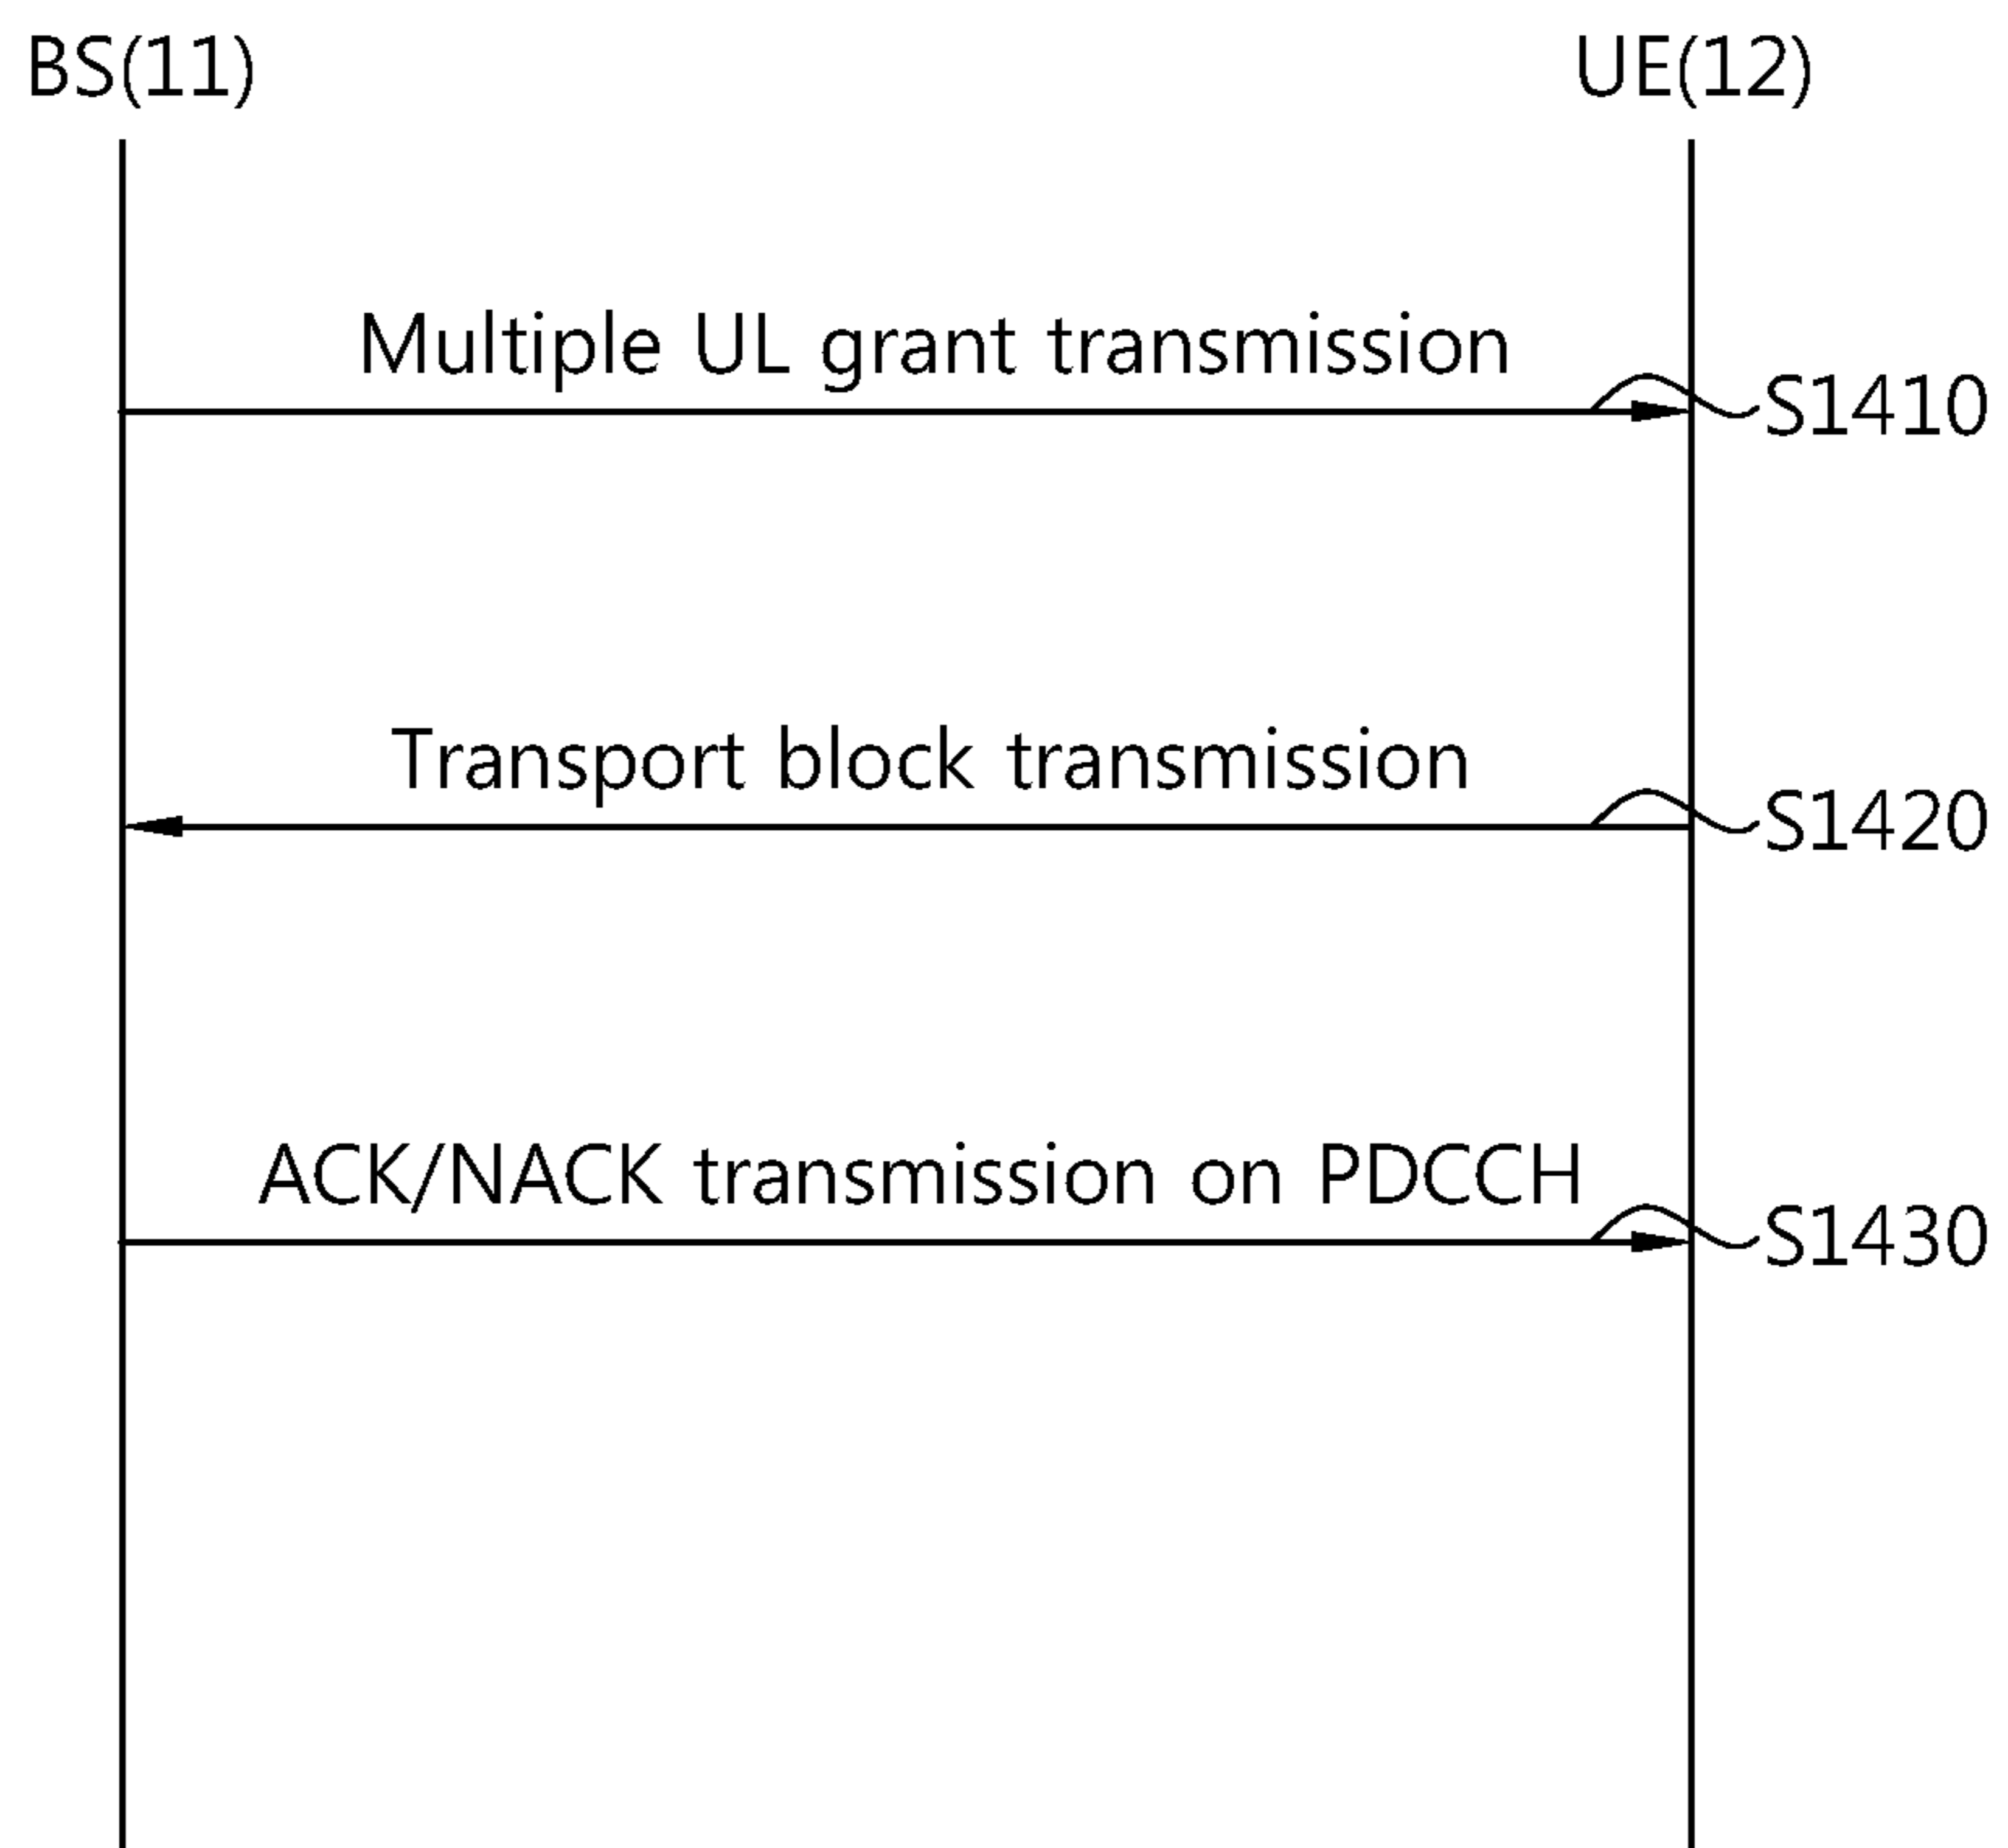 BS(11)
UE(12)
Multiple UL grant transmission
S1410
Transport block transmission
S1420
ACK/NACK transmission on PDCCH
S1430